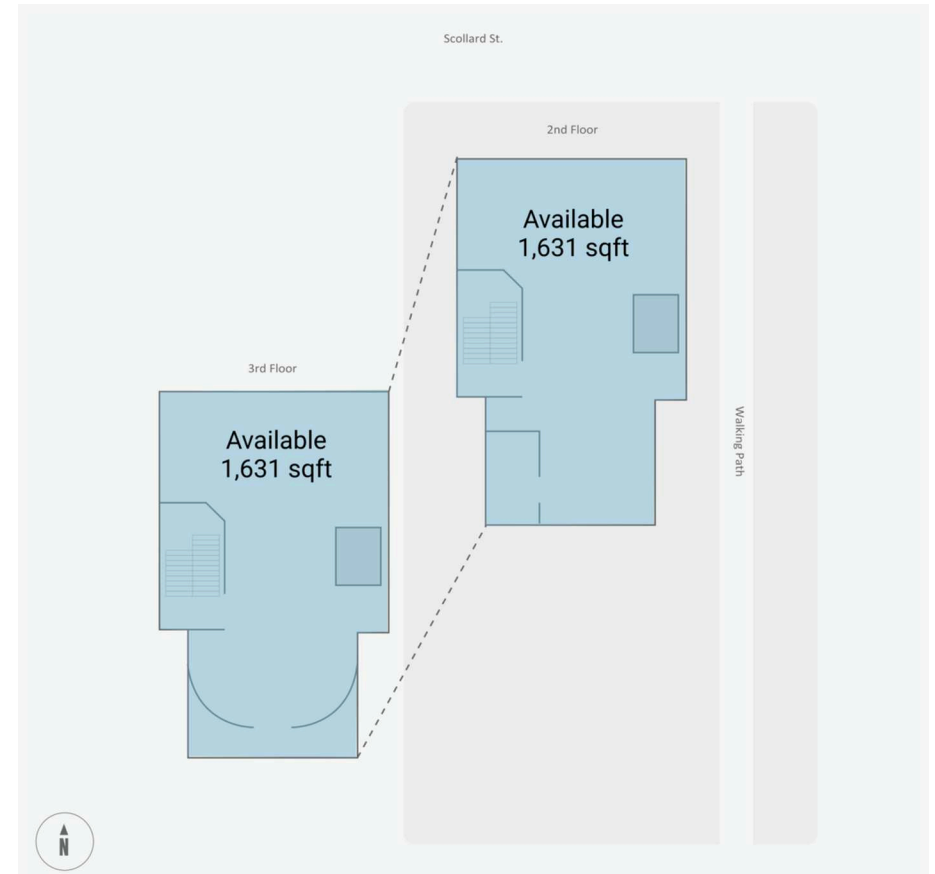 Scollard St.
2nd Floor
Available
1,631 sqft
3rd Floor
Available
1,631 sqft
Walking Path
N